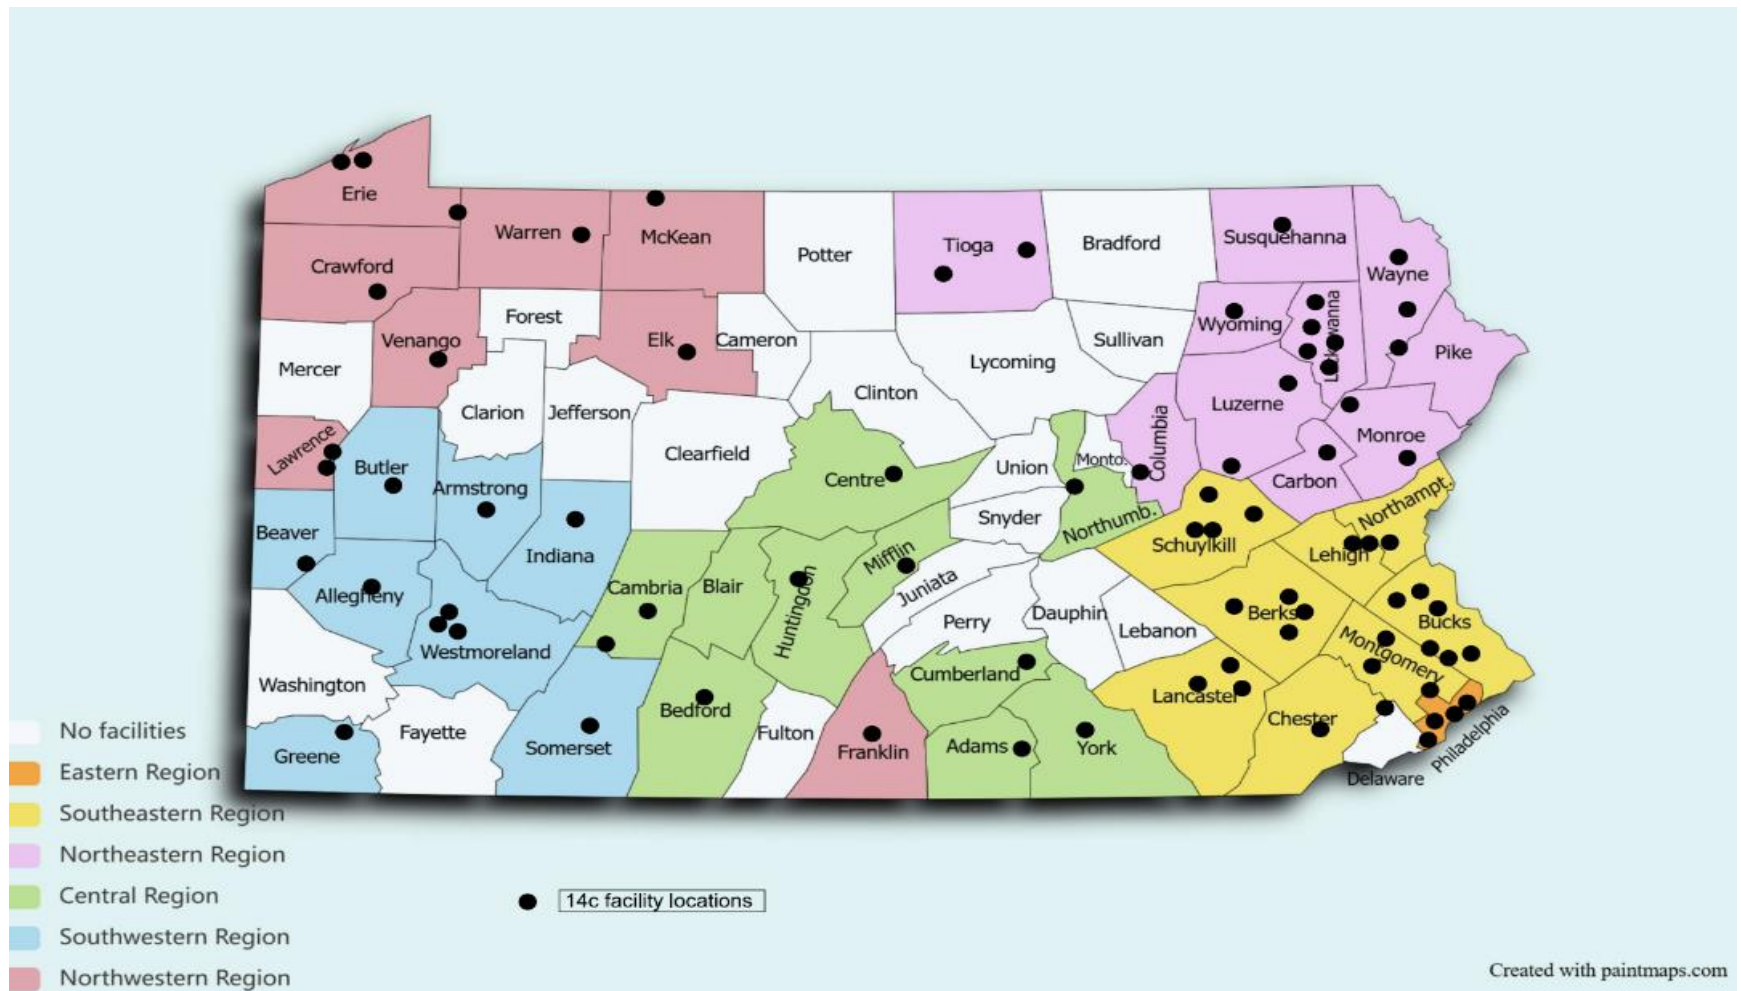 Erie
Warren
McKean
Potter
Tioga
Bradford
Susquehanna
Wayne
Crawford
Forest
Venango
Elk
Cameron
Wyoming
Lackawanna
Sullivan
Pike
Mercer
Lycoming
Clarion
Jefferson
Clinton
Luzerne
Columbia
Monroe
Lawrence
Butler
Clearfield
Centre
Union
Monto.
Carbon
Armstrong
Northumb.
Northampt.
Beaver
Indiana
Snyder
Schuylkill
Lehigh
Mifflin
Allegheny
Cambria
Blair
Huntingdon
Juniata
Perry
Dauphin
Lebanon
Berks
Bucks
Westmoreland
Montgomery
Washington
Cumberland
Lancaster
Bedford
Chester
Greene
Fayette
Somerset
Fulton
Franklin
Adams
York
Philadelphia
Delaware
No facilities
Eastern Region
Southeastern Region
Northeastern Region
Central Region
Southwestern Region
Northwestern Region
14c facility locations
Created with paintmaps.com